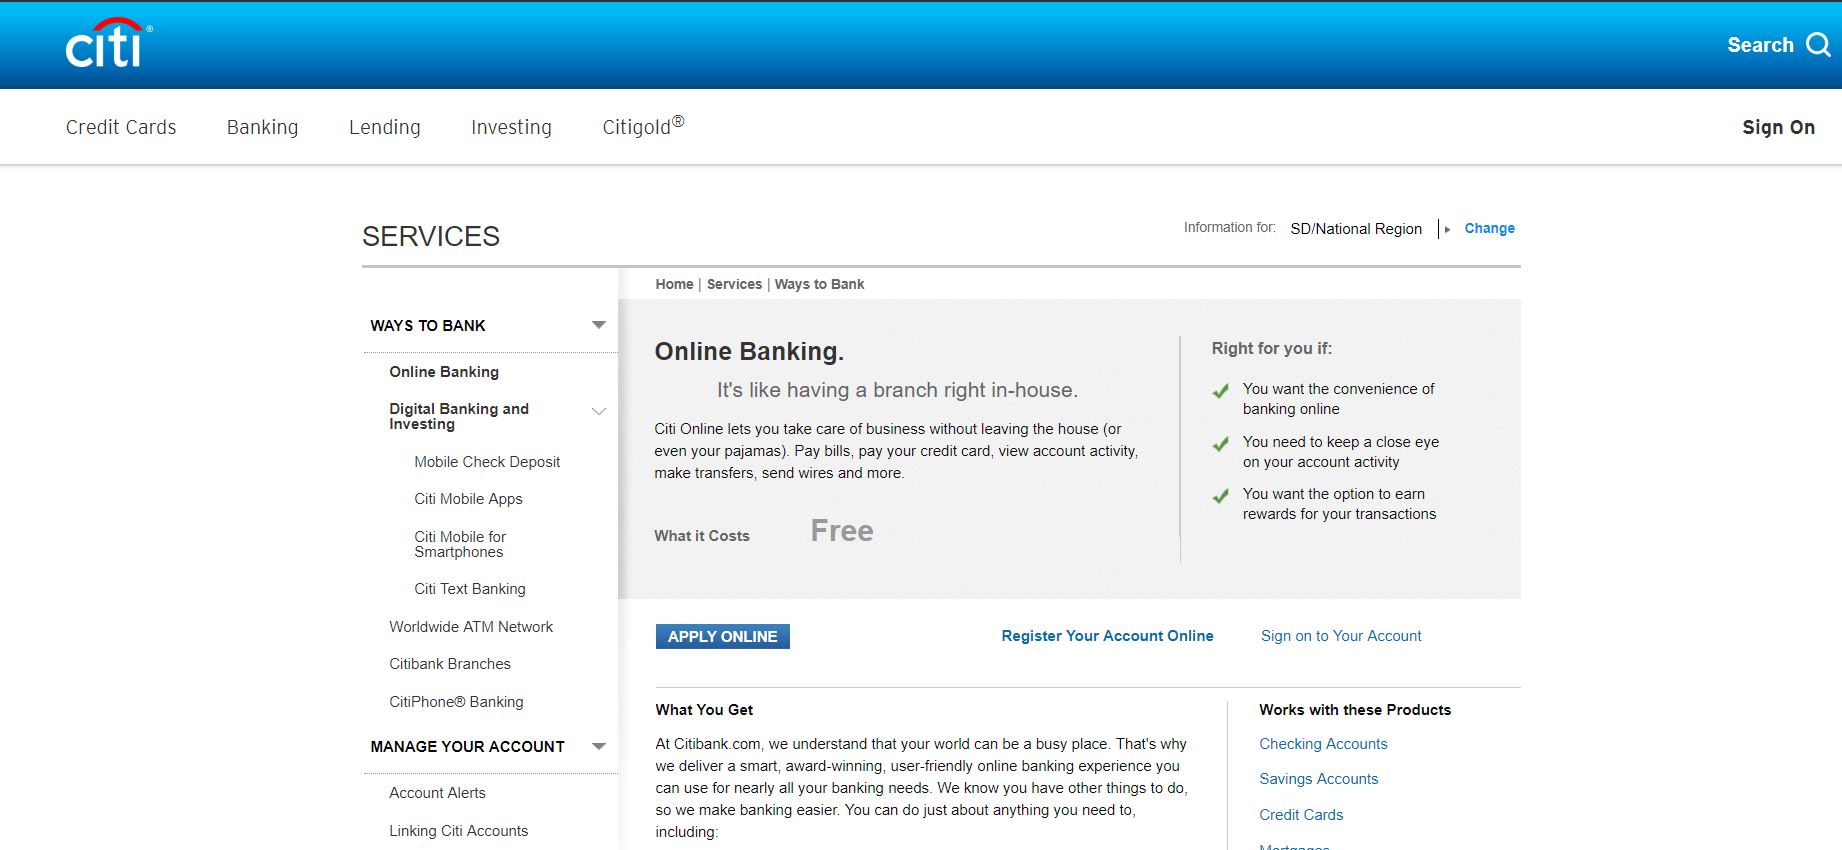 citi®
Search
Credit Cards
Banking
Lending
Investing
Citigold®
Sign On
SERVICES
Information for: SD/National Region
Change
WAYS TO BANK
Online Banking
Digital Banking and
Investing
Mobile Check Deposit
Citi Mobile Apps
Citi Mobile for
Smartphones
Citi Text Banking
Worldwide ATM Network
Citibank Branches
CitiPhone® Banking
MANAGE YOUR ACCOUNT
Account Alerts
Linking Citi Accounts
Home | Services | Ways to Bank
Online Banking.
It's like having a branch right in-house.
Citi Online lets you take care of business without leaving the house (or
even your pajamas). Pay bills, pay your credit card, view account activity,
make transfers, send wires and more.
What it Costs
Free
Right for you if:
You want the convenience of
banking online
You need to keep a close eye
on your account activity
You want the option to earn
rewards for your transactions
APPLY ONLINE
Register Your Account Online
Sign on to Your Account
What You Get
At Citibank.com, we understand that your world can be a busy place. That's why
we deliver a smart, award-winning, user-friendly online banking experience you
can use for nearly all your banking needs. We know you have other things to do,
so we make banking easier. You can do just about anything you need to,
including:
Works with these Products
Checking Accounts
Savings Accounts
Credit Cards
Mortgages